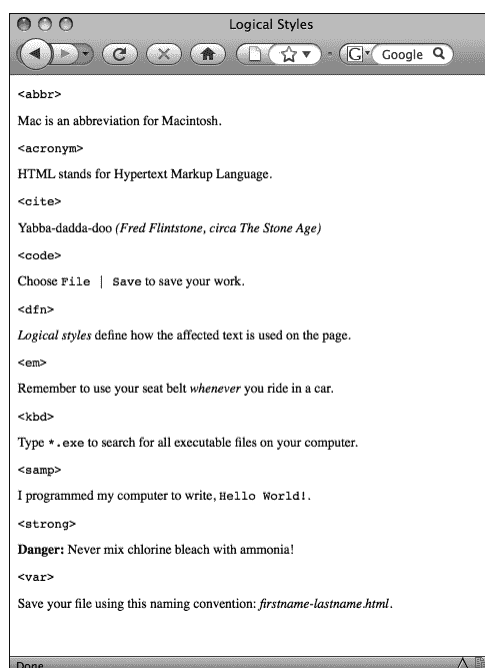 Logical Styles
G Google
<abbr>
Mac is an abbreviation for Macintosh.
<acronym>
HTML stands for Hypertext Markup Language.
<cite>
Yabba-dadda-doo (Fred Flintstone, circa The Stone Age)
<code>
Choose File | Save to save your work.
<dfn>
Logical styles define how the affected text is used on the page.
<em>
Remember to use your seat belt whenever you ride in a car.
<kbd>
Type *.exe to search for all executable files on your computer.
<samp>
I programmed my computer to write, Hello World!.
<strong>
Danger: Never mix chlorine bleach with ammonia!
<var>
Save your file using this naming convention: firstname-lastname.html.
Done